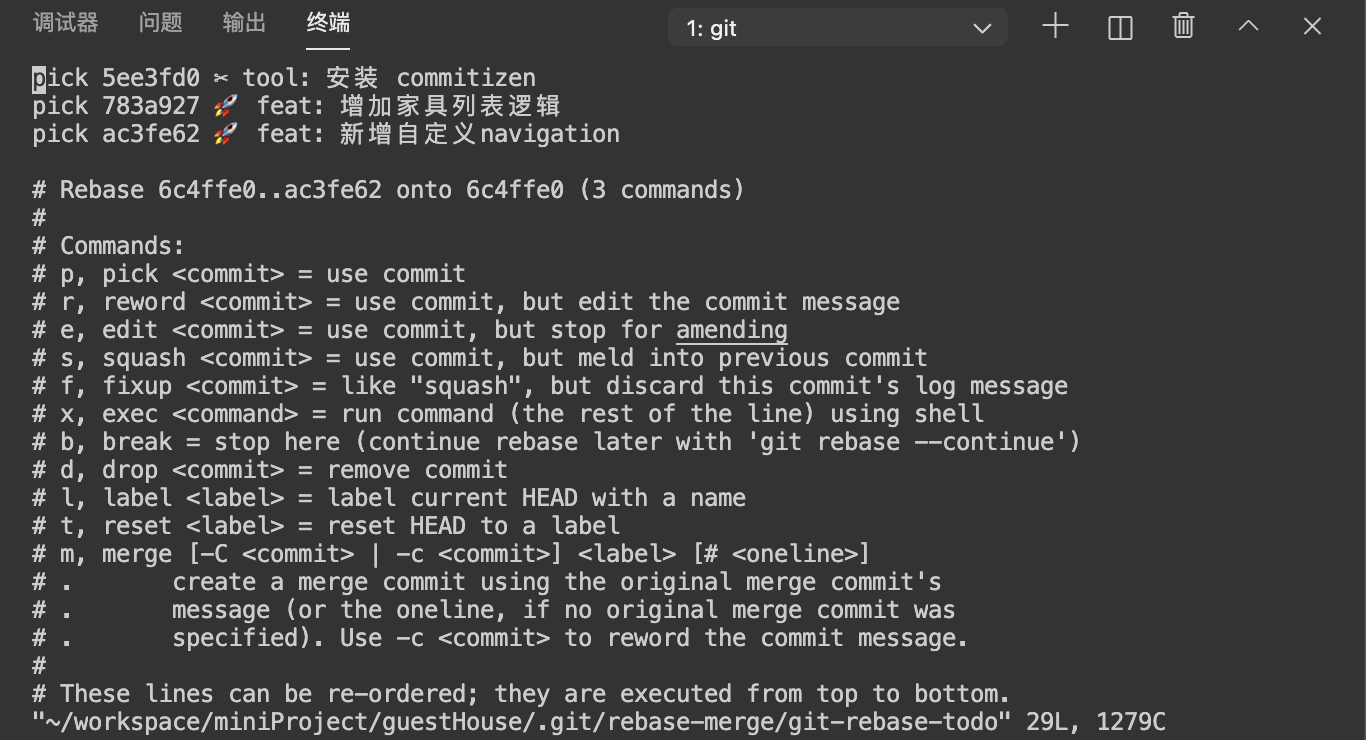 调试器 问题 输出 终端 1: git
pick 5ee3fd0 ✂ tool: 安装 commitizen
pick 783a927 🚀 feat: 增加家具列表逻辑
pick ac3fe62 🚀 feat: 新增自定义navigation
# Rebase 6c4ffe0..ac3fe62 onto 6c4ffe0 (3 commands)
#
# Commands:
# p, pick <commit> = use commit
# r, reword <commit> = use commit, but edit the commit message
# e, edit <commit> = use commit, but stop for amending
# s, squash <commit> = use commit, but meld into previous commit
# f, fixup <commit> = like "squash", but discard this commit's log message
# x, exec <command> = run command (the rest of the line) using shell
# b, break = stop here (continue rebase later with 'git rebase --continue')
# d, drop <commit> = remove commit
# l, label <label> = label current HEAD with a name
# t, reset <label> = reset HEAD to a label
# m, merge [-C <commit> | -c <commit>] <label> [# <oneline>]
# .       create a merge commit using the original merge commit's
# .       message (or the oneline, if no original merge commit was
# .       specified). Use -c <commit> to reword the commit message.
#
# These lines can be re-ordered; they are executed from top to bottom.
"~/workspace/miniProject/guestHouse/.git/rebase-merge/git-rebase-todo" 29L, 1279C